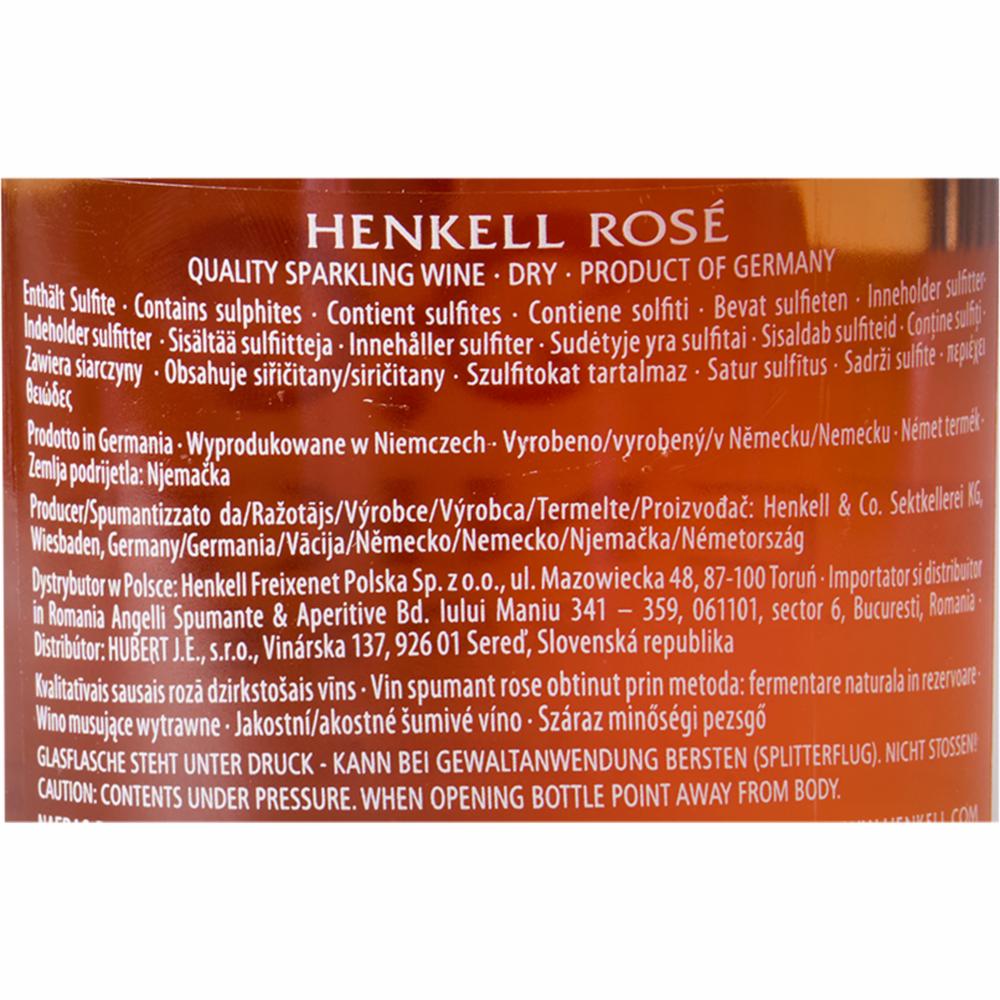 HENKELL ROSÉ
QUALITY SPARKLING WINE · DRY · PRODUCT OF GERMANY
Enthält Sulfite · Contains sulphites · Contient sulfites · Contiene solfiti · Bevat sulfieten · Inneholder sulfitter·
Indeholder sulfitter · Sisältää sulfiitteja · Innehåller sulfiter · Sudėtyje yra sulfitai · Sisaldab sulfiteid · Conține sulfiți ·
Zawiera siarczyny · Obsahuje siřičitany/siričitany · Szulfitokat tartalmaz · Satur sulfītus · Sadrži sulfite · περιέχει
θειώδες
Prodotto in Germania · Wyprodukowane w Niemczech · Vyrobeno/vyrobený/v Německu/Nemecku · Német termék ·
Zemlja podrijetla: Njemačka
Producer/Spumantizzato da/Ražotājs/Výrobce/Výrobca/Termelte/Proizvođač: Henkell & Co. Sektkellerei KG,
Wiesbaden, Germany/Germania/Vācija/Německo/Nemecko/Njemačka/Németország
Dystrybutor w Polsce: Henkell Freixenet Polska Sp. z o.o., ul. Mazowiecka 48, 87-100 Toruń · Importator si distribuitor
in Romania Angelli Spumante & Aperitive Bd. Iului Maniu 341 – 359, 061101, sector 6, Bucuresti, Romania ·
Distribútor: HUBERT J.E., s.r.o., Vinárska 137, 926 01 Sereď, Slovenská republika
Kvalitatīvais sausais rozā dzirkstošais vīns · Vin spumant rose obtinut prin metoda: fermentare naturala in rezervoare ·
Wino musujące wytrawne · Jakostní/akostné šumivé víno · Száraz minőségi pezsgő
GLASFLASCHE STEHT UNTER DRUCK - KANN BEI GEWALTANWENDUNG BERSTEN (SPLITTERFLUG). NICHT STOSSEN!
CAUTION: CONTENTS UNDER PRESSURE. WHEN OPENING BOTTLE POINT AWAY FROM BODY.